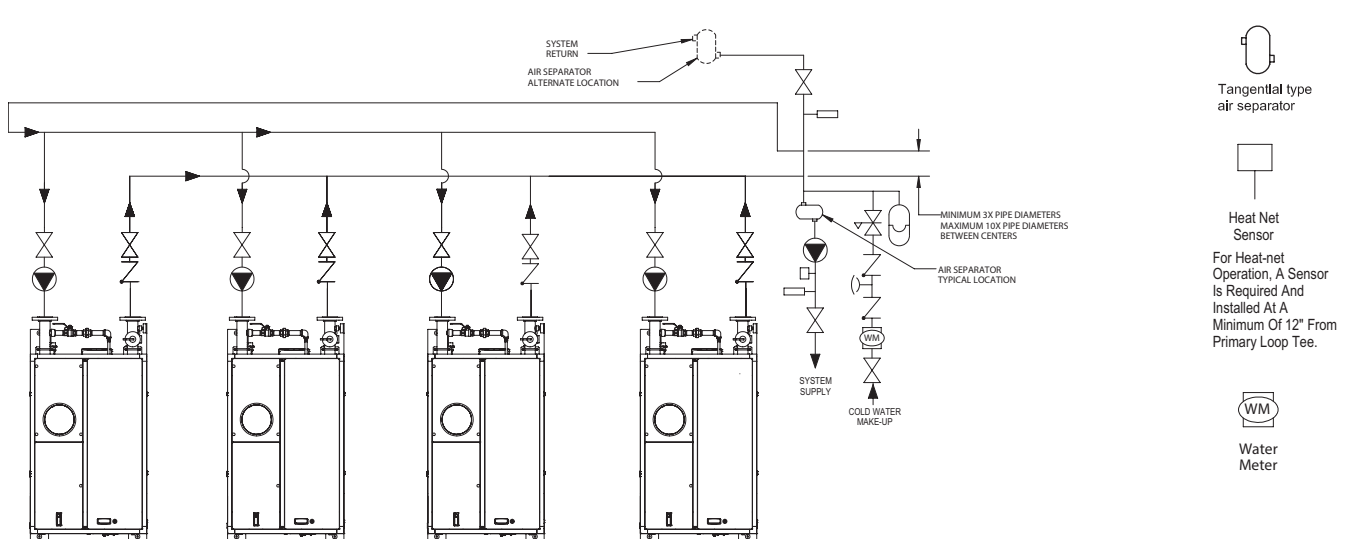 SYSTEM
RETURN
AIR SEPARATOR
ALTERNATE LOCATION
MINIMUM 3X PIPE DIAMETERS
MAXIMUM 10X PIPE DIAMETERS
BETWEEN CENTERS
AIR SEPARATOR
TYPICAL LOCATION
WM
SYSTEM
SUPPLY
COLD WATER
MAKE-UP
Tangential type
air separator
Heat Net
Sensor
For Heat-net
Operation, A Sensor
Is Required And
Installed At A
Minimum Of 12" From
Primary Loop Tee.
WM
Water
Meter